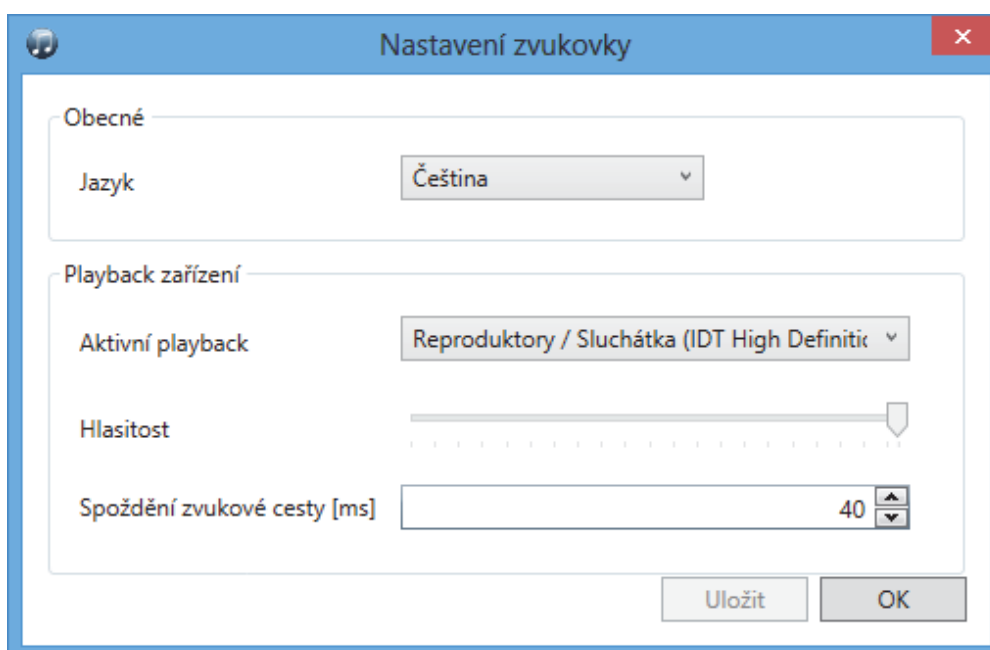 Nastavení zvukovky
Obecné
Jazyk
Čeština
Playback zařízení
Aktivní playback
Reproduktory / Sluchátka (IDT High Definitic
Hlasitost
Spoždění zvukové cesty [ms]
40
Uložit
OK